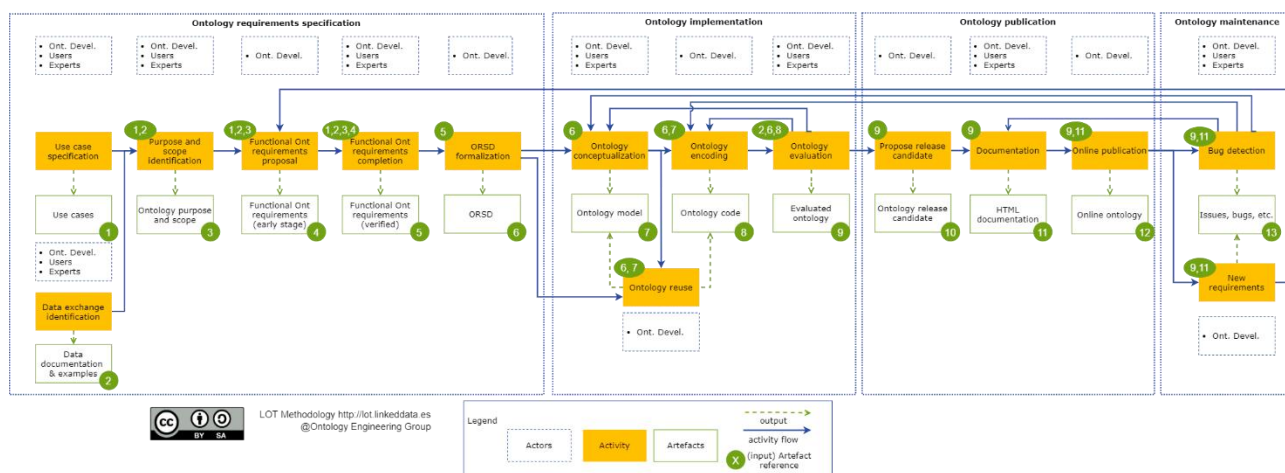 Ontology requirements specification
Ontology implementation
Ontology publication
Ontology maintenance
• Ont. Devel.
• Users
• Experts
• Ont. Devel.
• Users
• Experts
• Ont. Devel.
• Ont. Devel.
• Users
• Experts
• Ont. Devel.
• Ont. Devel.
• Users
• Experts
• Ont. Devel.
• Ont. Devel.
• Users
• Experts
• Ont. Devel.
• Ont. Devel.
• Users
• Experts
• Ont. Devel.
• Ont. Devel.
• Users
• Experts
Use case
specification
1,2
Purpose and
scope
identification
1,2,3
Functional Ont
requirements
proposal
1,2,3,4
Functional Ont
requirements
completion
5
ORSD
formalization
6
Ontology
conceptualization
6,7
Ontology
encoding
2,6,8
Ontology
evaluation
9
Propose release
candidate
9
Documentation
9,11
Online publication
9,11
Bug detection
Use cases
1
Ontology purpose
and scope
3
Functional Ont
requirements
(early stage)
4
Functional Ont
requirements
(verified)
5
ORSD
6
Ontology model
7
Ontology code
8
Evaluated
ontology
9
Ontology release
candidate
10
HTML
documentation
11
Online ontology
12
Issues, bugs, etc.
13
• Ont. Devel.
• Users
• Experts
Data exchange
identification
Data
documentation
& examples
2
6, 7
Ontology reuse
• Ont. Devel.
9,11
New
requirements
• Ont. Devel.
cc
BY SA
LOT Methodology http://lot.linkeddata.es
@Ontology Engineering Group
Legend
Actors
Activity
Artefacts
output
activity flow
X
(input) Artefact
reference